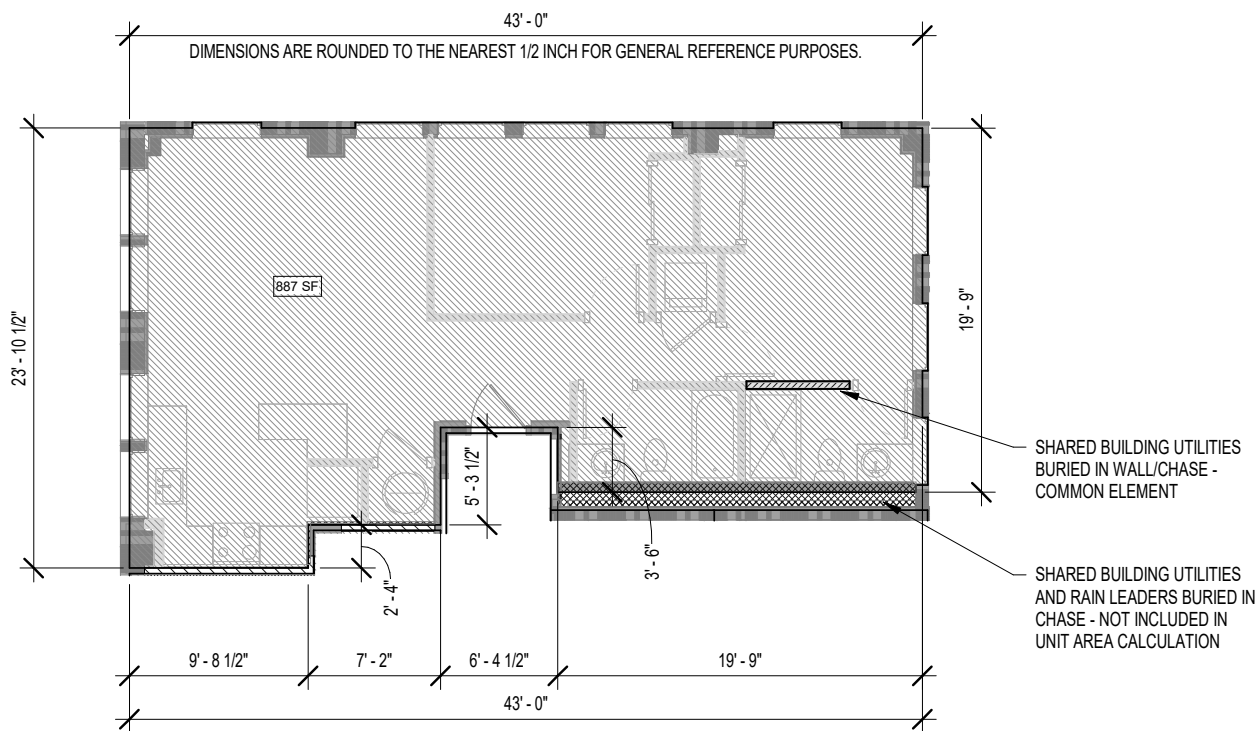 43' - 0"
DIMENSIONS ARE ROUNDED TO THE NEAREST 1/2 INCH FOR GENERAL REFERENCE PURPOSES.
887 SF
23' - 10 1/2"
19' - 9"
5' - 3 1/2"
3' - 6"
2' - 4"
SHARED BUILDING UTILITIES
BURIED IN WALL/CHASE -
COMMON ELEMENT
SHARED BUILDING UTILITIES
AND RAIN LEADERS BURIED IN
CHASE - NOT INCLUDED IN
UNIT AREA CALCULATION
9' - 8 1/2"
7' - 2"
6' - 4 1/2"
19' - 9"
43' - 0"